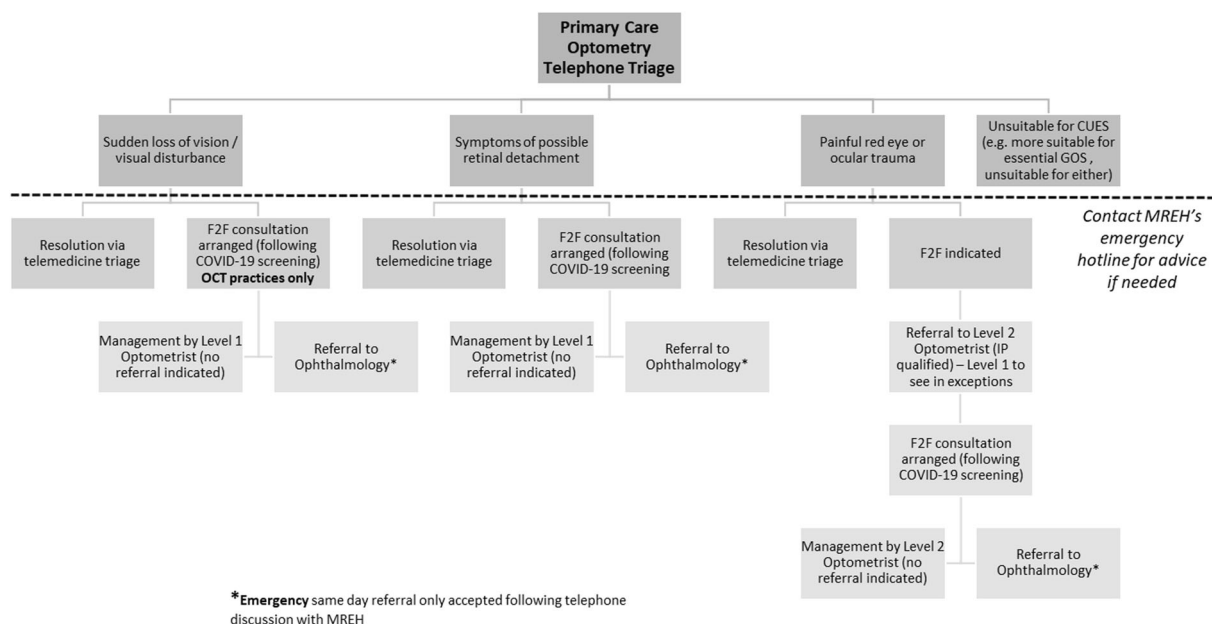 Primary Care
Optometry
Telephone Triage
Sudden loss of vision /
visual disturbance
Symptoms of possible
retinal detachment
Painful red eye or
ocular trauma
Unsuitable for CUES
(e.g. more suitable for
essential GOS ,
unsuitable for either)
Resolution via
telemedicine triage
F2F consultation
arranged (following
COVID-19 screening)
OCT practices only
Resolution via
telemedicine triage
F2F consultation
arranged (following
COVID-19 screening
Resolution via
telemedicine triage
F2F indicated
Contact MREH's
emergency
hotline for advice
if needed
Management by Level 1
Optometrist (no
referral indicated)
Referral to
Ophthalmology*
Management by Level 1
Optometrist (no
referral indicated)
Referral to
Ophthalmology*
Referral to Level 2
Optometrist (IP
qualified) – Level 1 to
see in exceptions
F2F consultation
arranged (following
COVID-19 screening)
Management by Level 2
Optometrist (no
referral indicated)
Referral to
Ophthalmology*
*Emergency same day referral only accepted following telephone
discussion with MREH